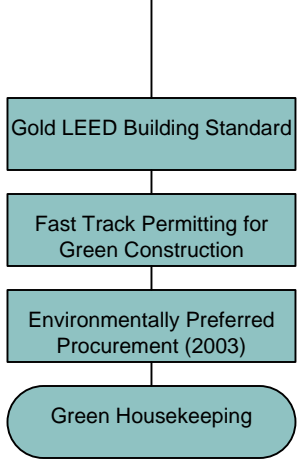 Gold LEED Building Standard
Fast Track Permitting for
Green Construction
Environmentally Preferred
Procurement (2003)
Green Housekeeping